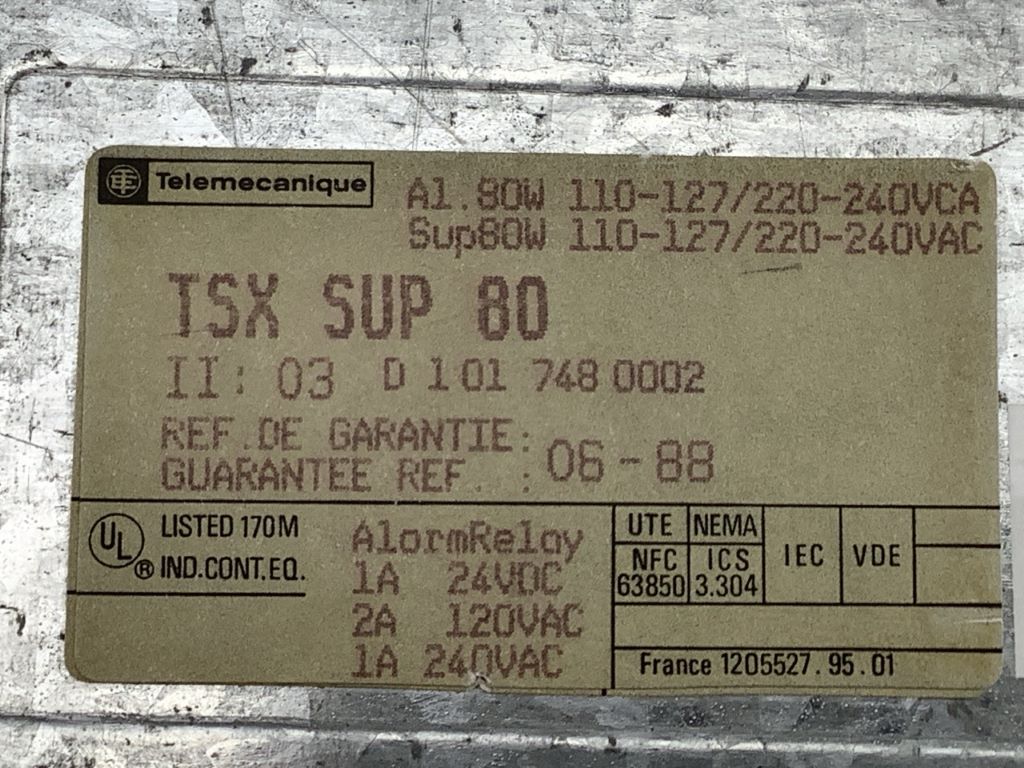 Telemecanique
Al.80W 110-127/220-240VCA
Sup80W 110-127/220-240VAC
TSX SUP 80
II: 03 D 1 01 748 0002
REF.DE GARANTIE:
GUARANTEE REF. : 06-88
UL LISTED 170M
® IND.CONT.EQ.
AlarmRelay
1A 24VDC
2A 120VAC
1A 240VAC
UTE NEMA
NFC ICS IEC VDE
63850 3.304
France 1205527.95.01